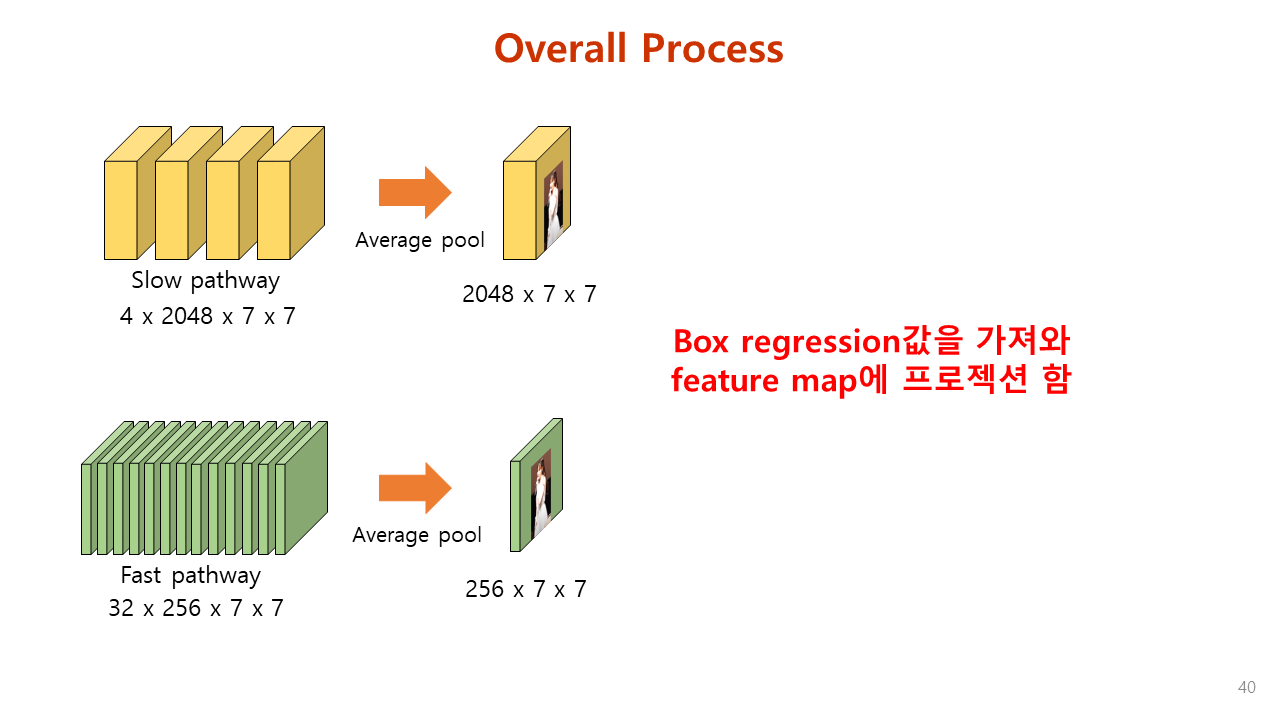 Overall Process
Average pool
Slow pathway
4 x 2048 x 7 x 7
2048 x 7 x 7
Box regression값을 가져와
feature map에 프로젝션 함
Average pool
Fast pathway
32 x 256 x 7 x 7
256 x 7 x 7
40